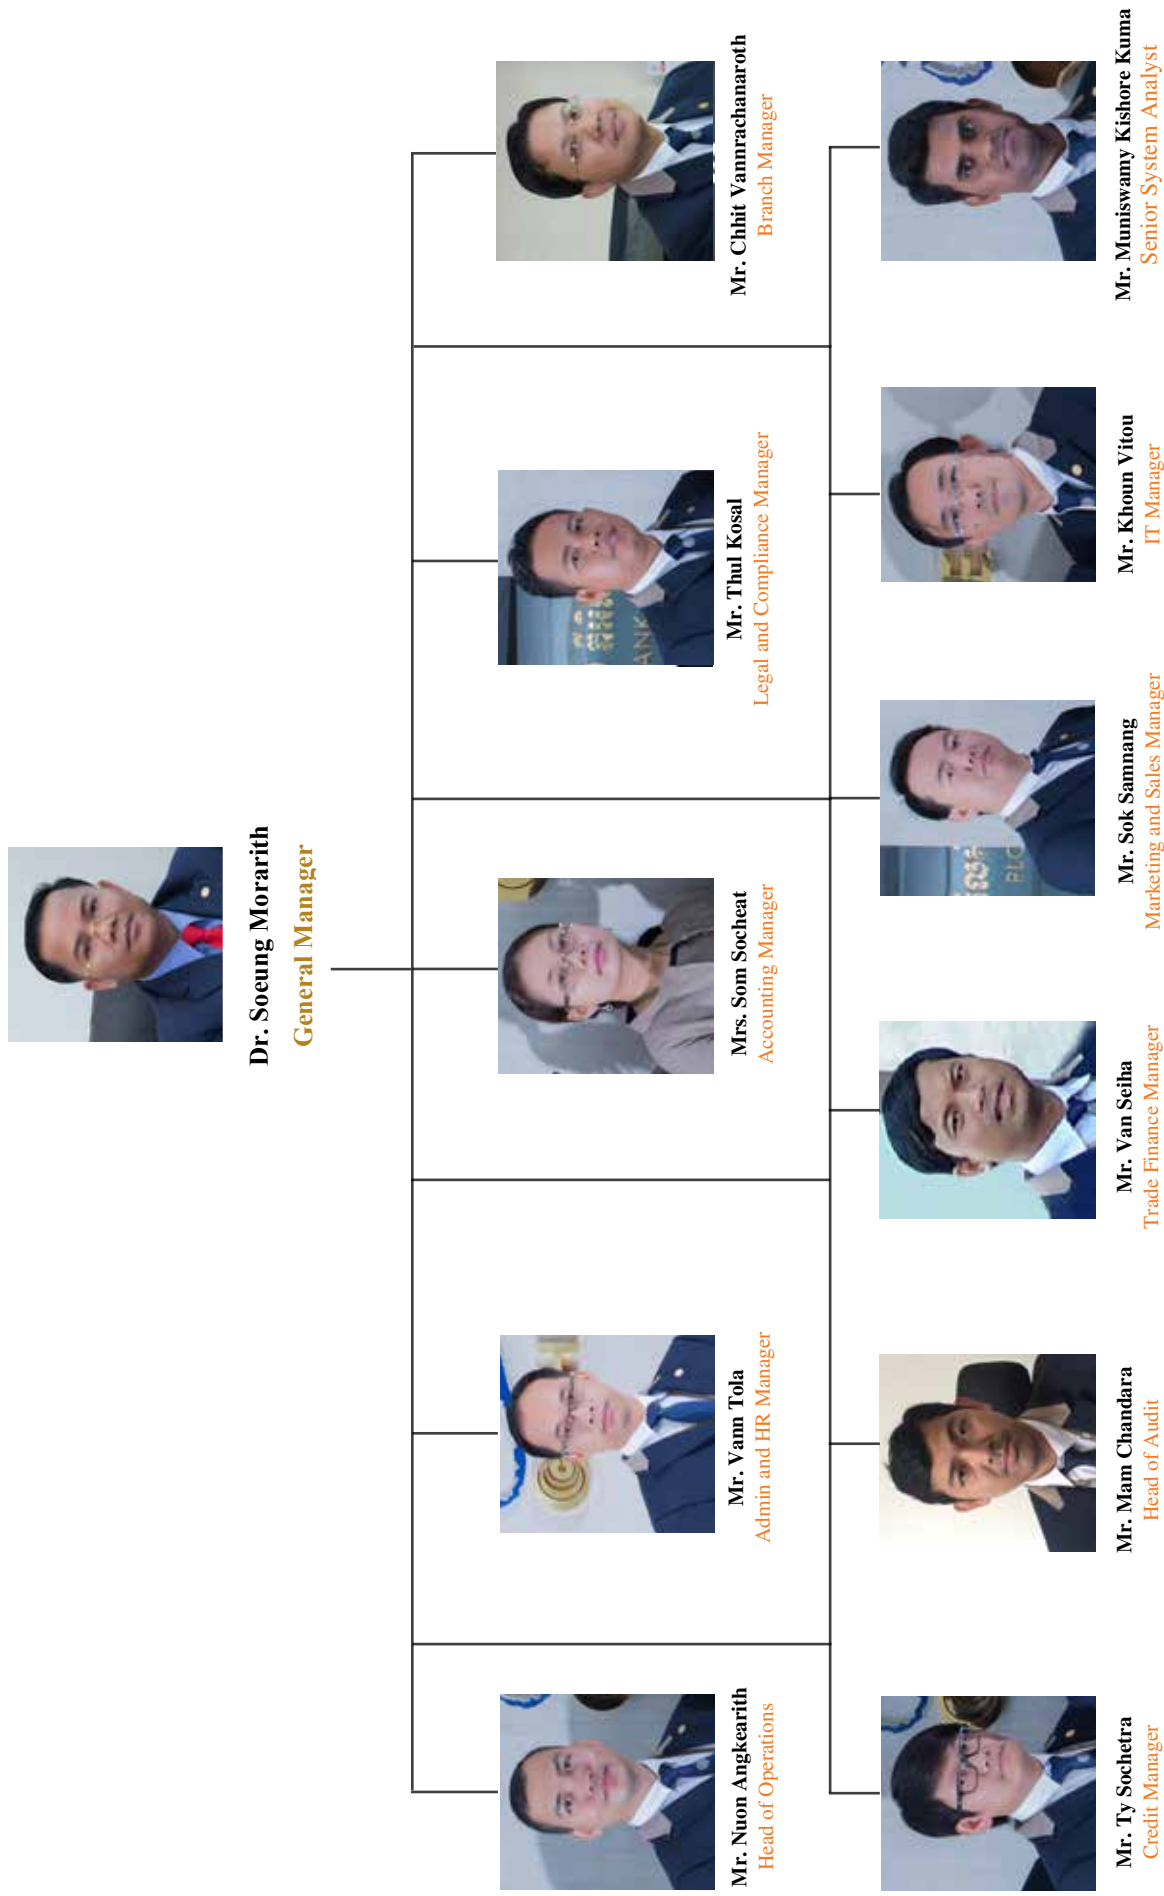 Dr. Soeung Morarith
General Manager
Mr. Nuon Angkearith
Head of Operations
Mr. Vann Tola
Admin and HR Manager
Mrs. Som Socheat
Accounting Manager
Mr. Thul Kosal
Legal and Compliance Manager
Mr. Chhit Vannrachanaroth
Branch Manager
Mr. Ty Sochetra
Credit Manager
Mr. Mam Chandara
Head of Audit
Mr. Van Seiha
Trade Finance Manager
Mr. Sok Samnang
Marketing and Sales Manager
Mr. Khoun Vitou
IT Manager
Mr. Muniswamy Kishore Kuma
Senior System Analyst